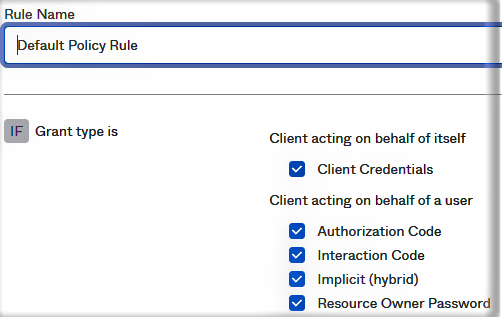 Rule Name
Default Policy Rule
IF Grant type is
Client acting on behalf of itself
Client Credentials
Client acting on behalf of a user
Authorization Code
Interaction Code
Implicit (hybrid)
Resource Owner Password